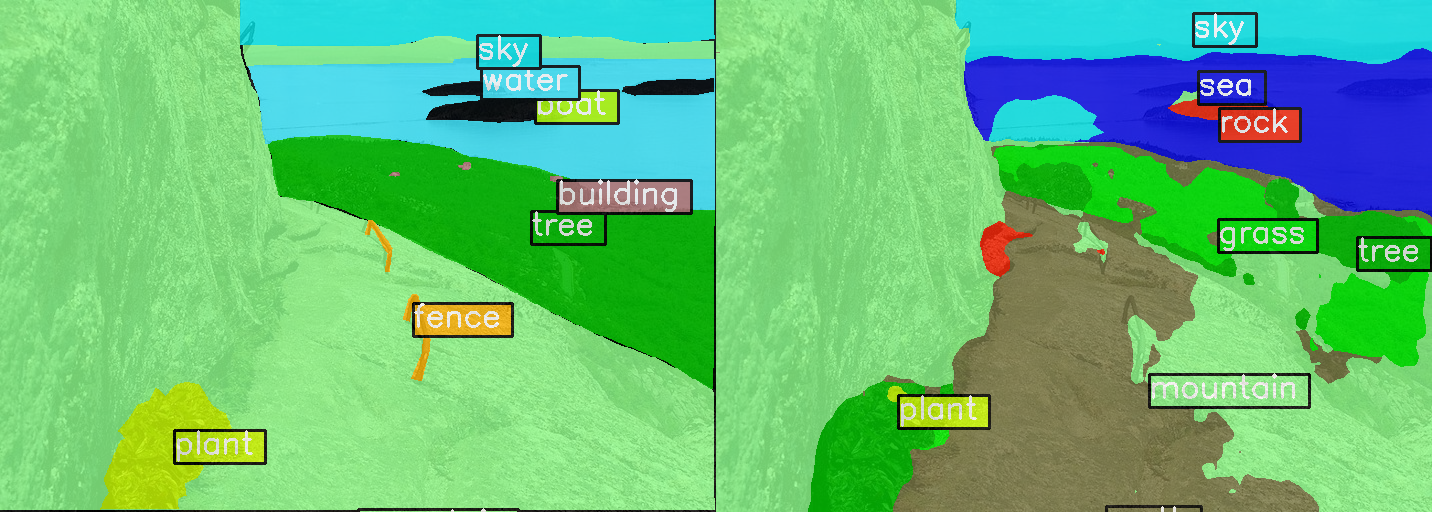 sky
water
boat
building
tree
fence
plant
sky
sea
rock
grass
tree
mountain
plant